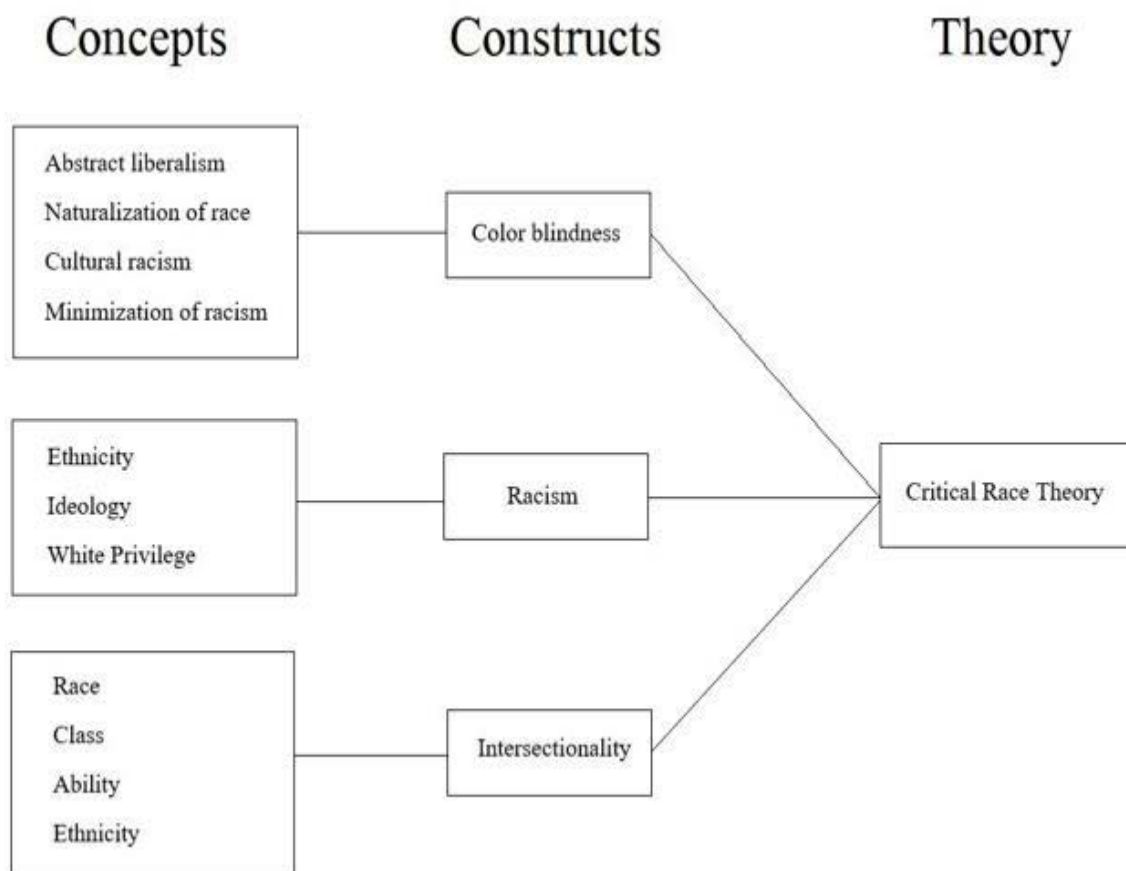 Concepts
Constructs
Theory
Abstract liberalism
Naturalization of race
Cultural racism
Minimization of racism
Color blindness
Ethnicity
Ideology
White Privilege
Racism
Critical Race Theory
Race
Class
Ability
Ethnicity
Intersectionality